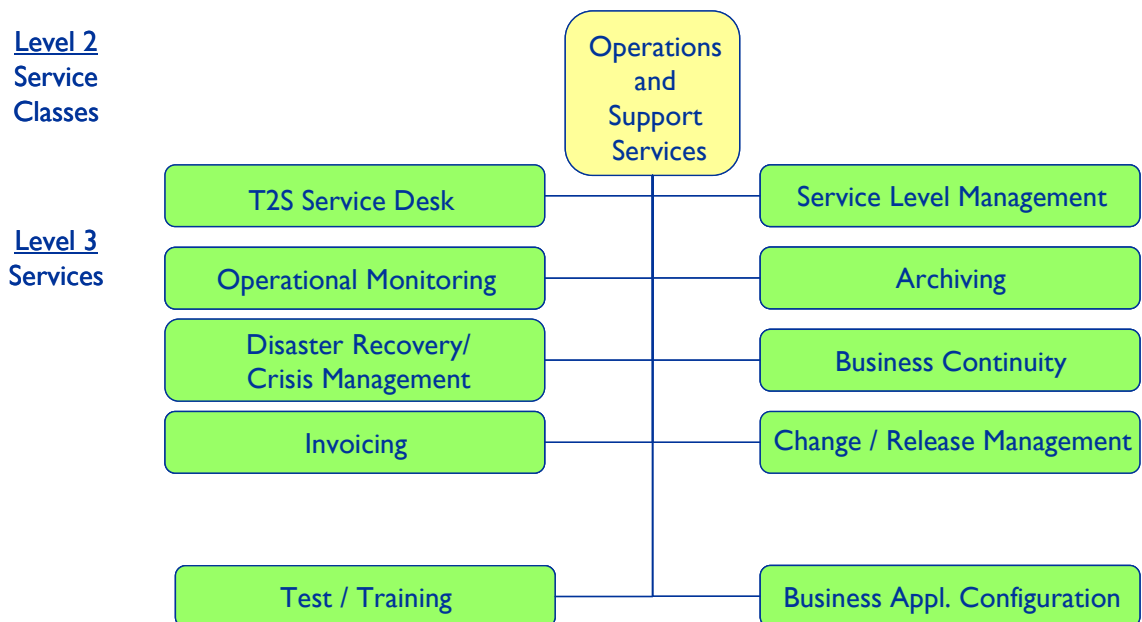 Level 2
Service
Classes
Operations
and
Support
Services
T2S Service Desk
Service Level Management
Level 3
Services
Operational Monitoring
Archiving
Disaster Recovery/
Crisis Management
Business Continuity
Invoicing
Change / Release Management
Test / Training
Business Appl. Configuration